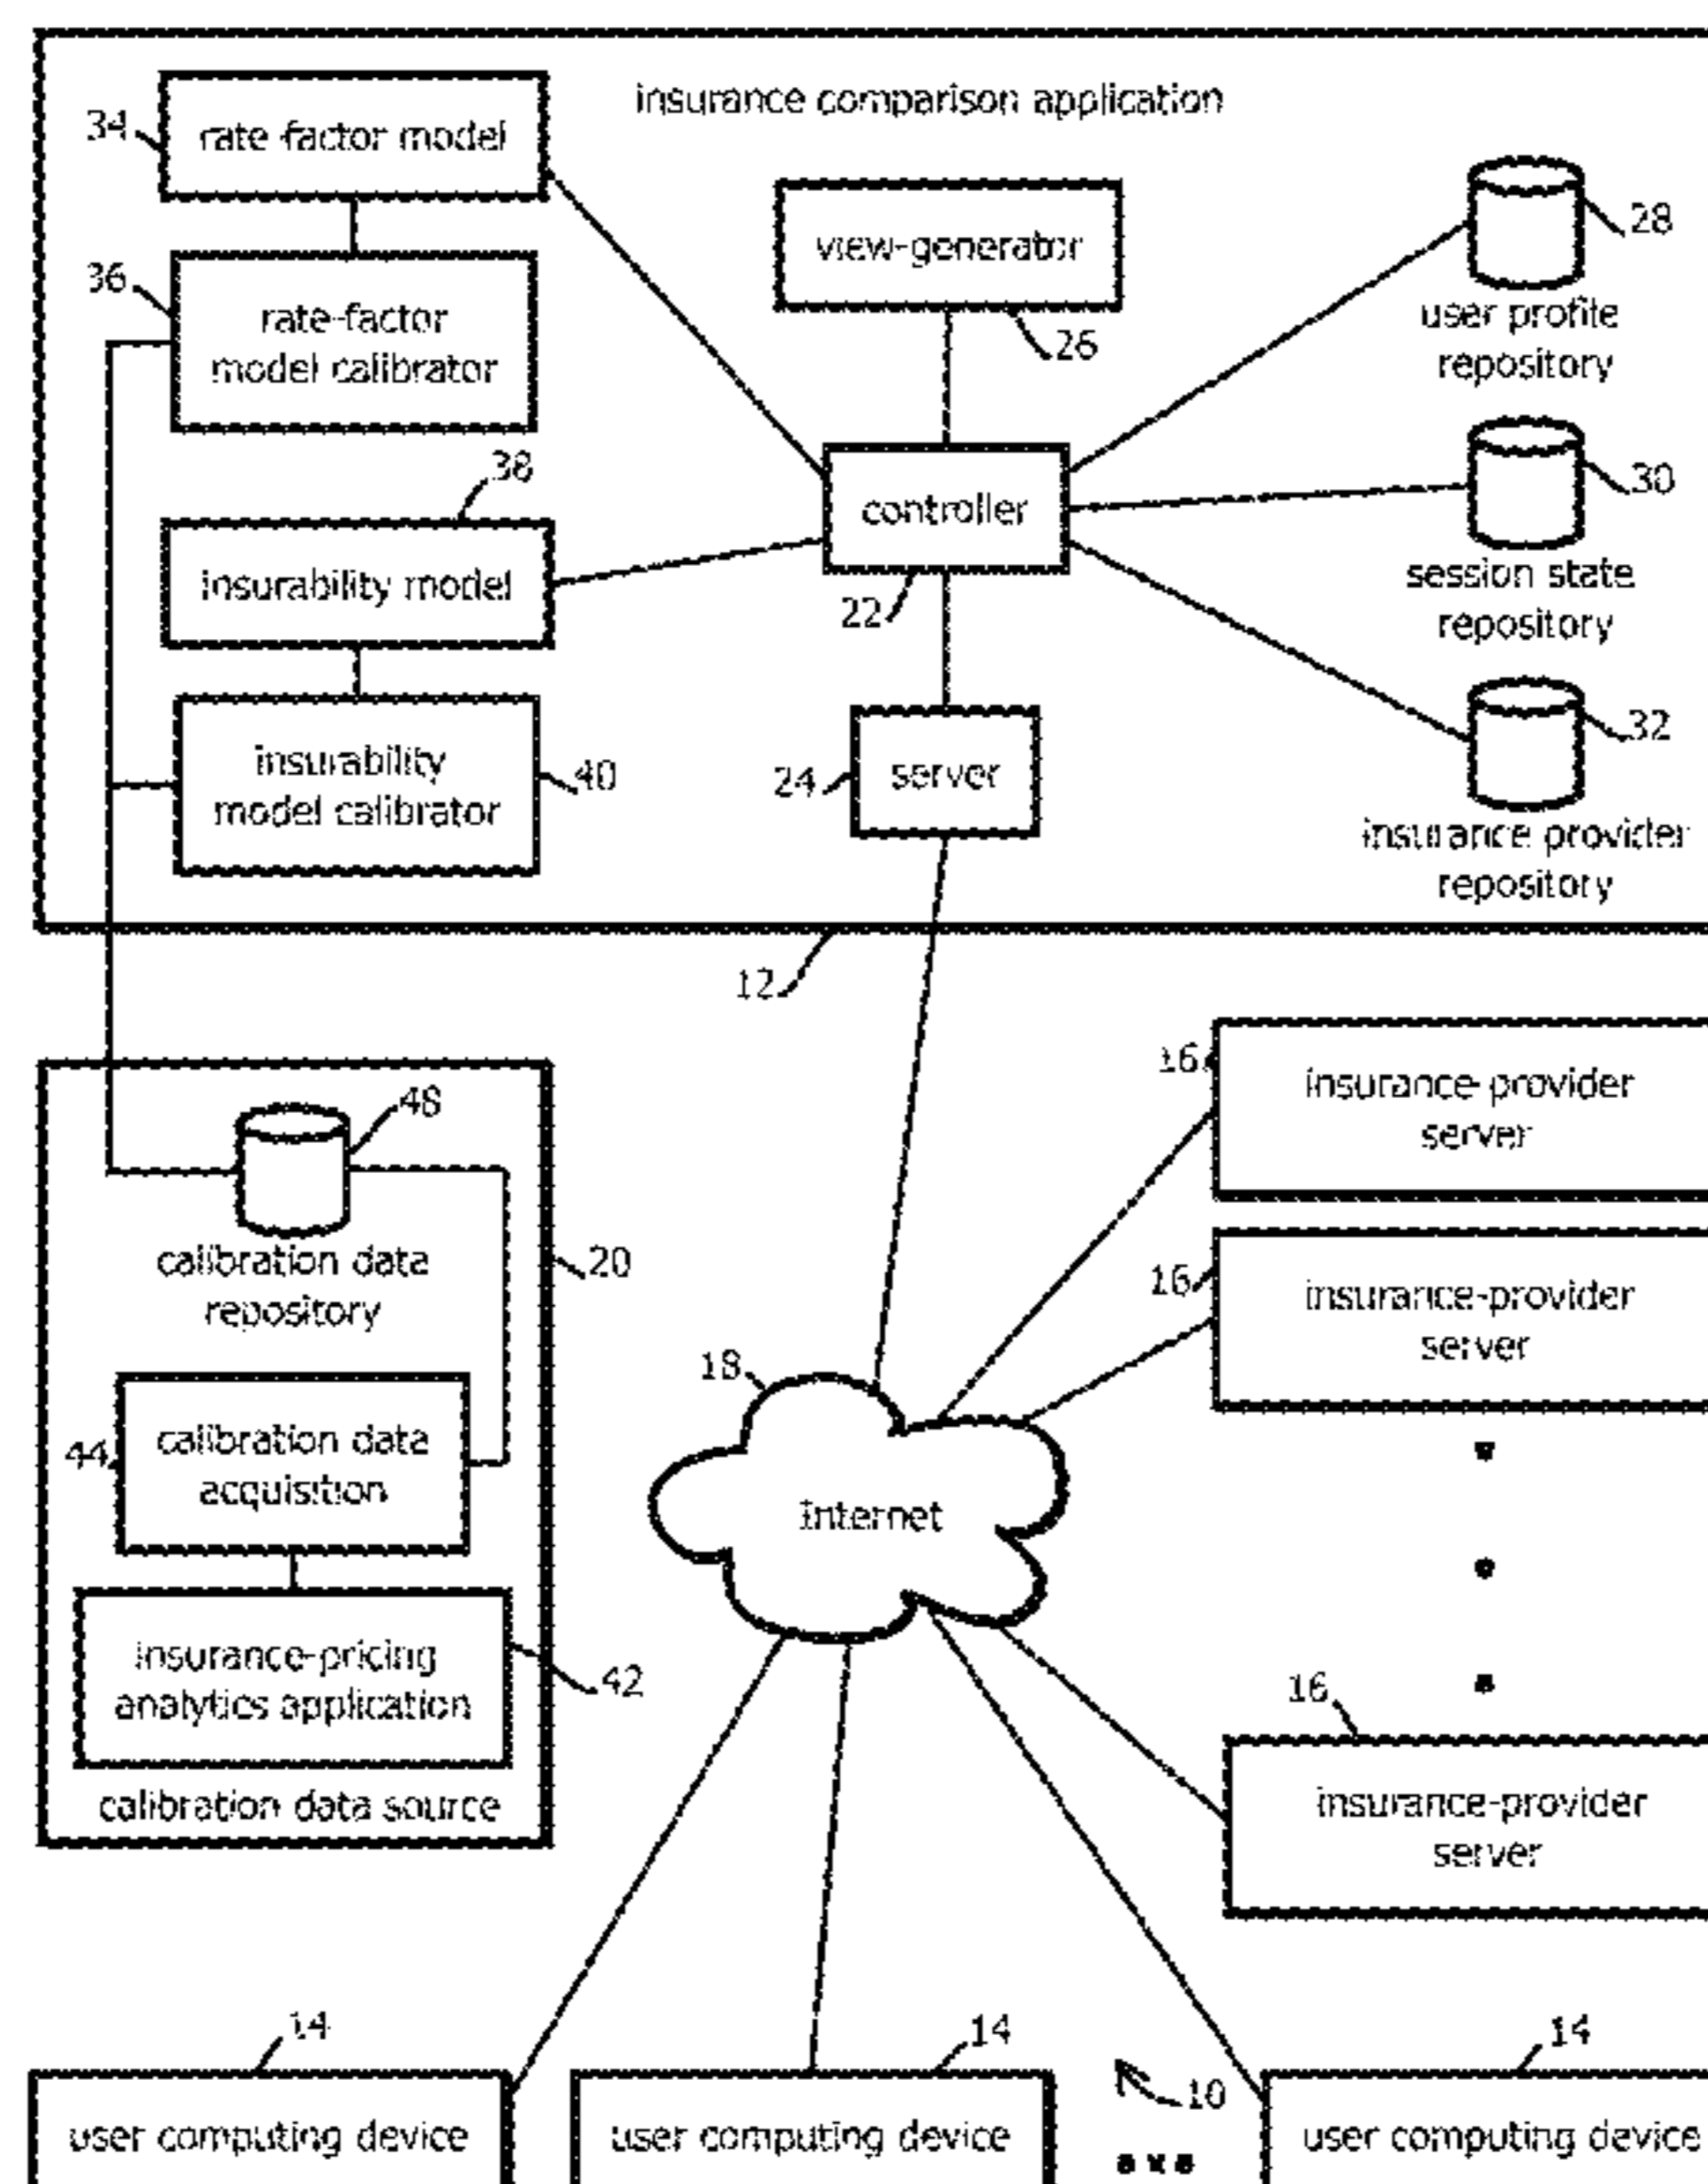 insurance comparison application
34
rate-factor model
view-generator
26
28
user profile
repository
36
rate-factor
model calibrator
38
controller
22
30
session state
repository
insurability model
24
server
32
insurance provider
repository
insurability
model calibrator
40
12
16
insurance-provider
server
48
calibration data
repository
20
16
insurance-provider
server
18
Internet
44
calibration data
acquisition
insurance-pricing
analytics application
42
calibration data source
16
insurance-provider
server
14
user computing device
14
user computing device
10
14
user computing device